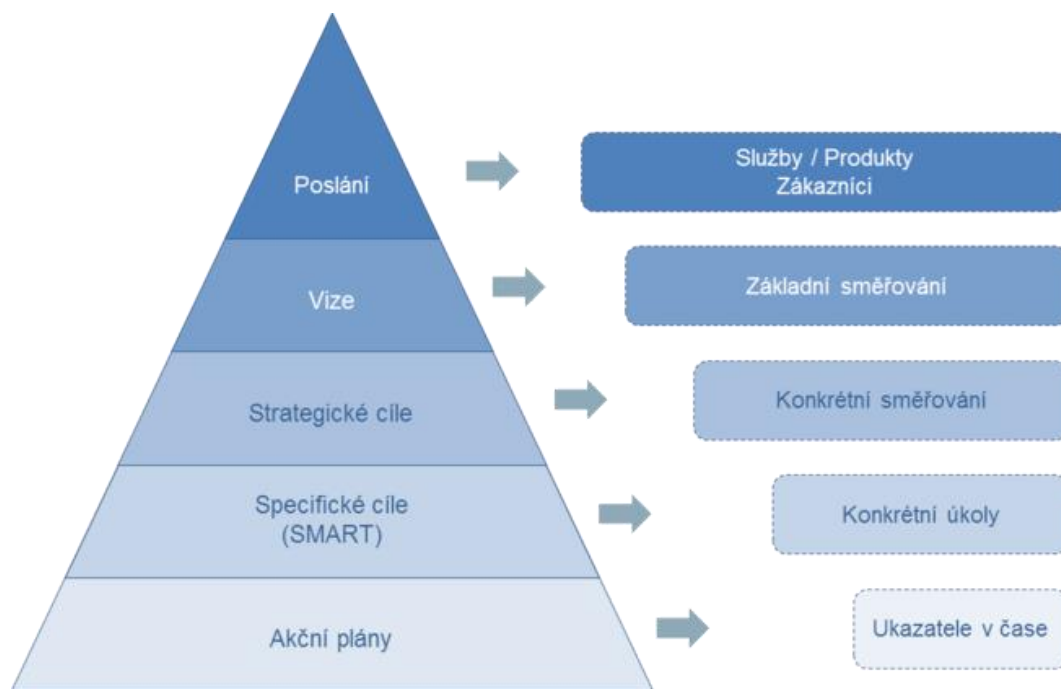 Poslání
Služby / Produkty
Zákazníci
Vize
Základní směřování
Strategické cíle
Konkrétní směřování
Specifické cíle
(SMART)
Konkrétní úkoly
Akční plány
Ukazatele v čase